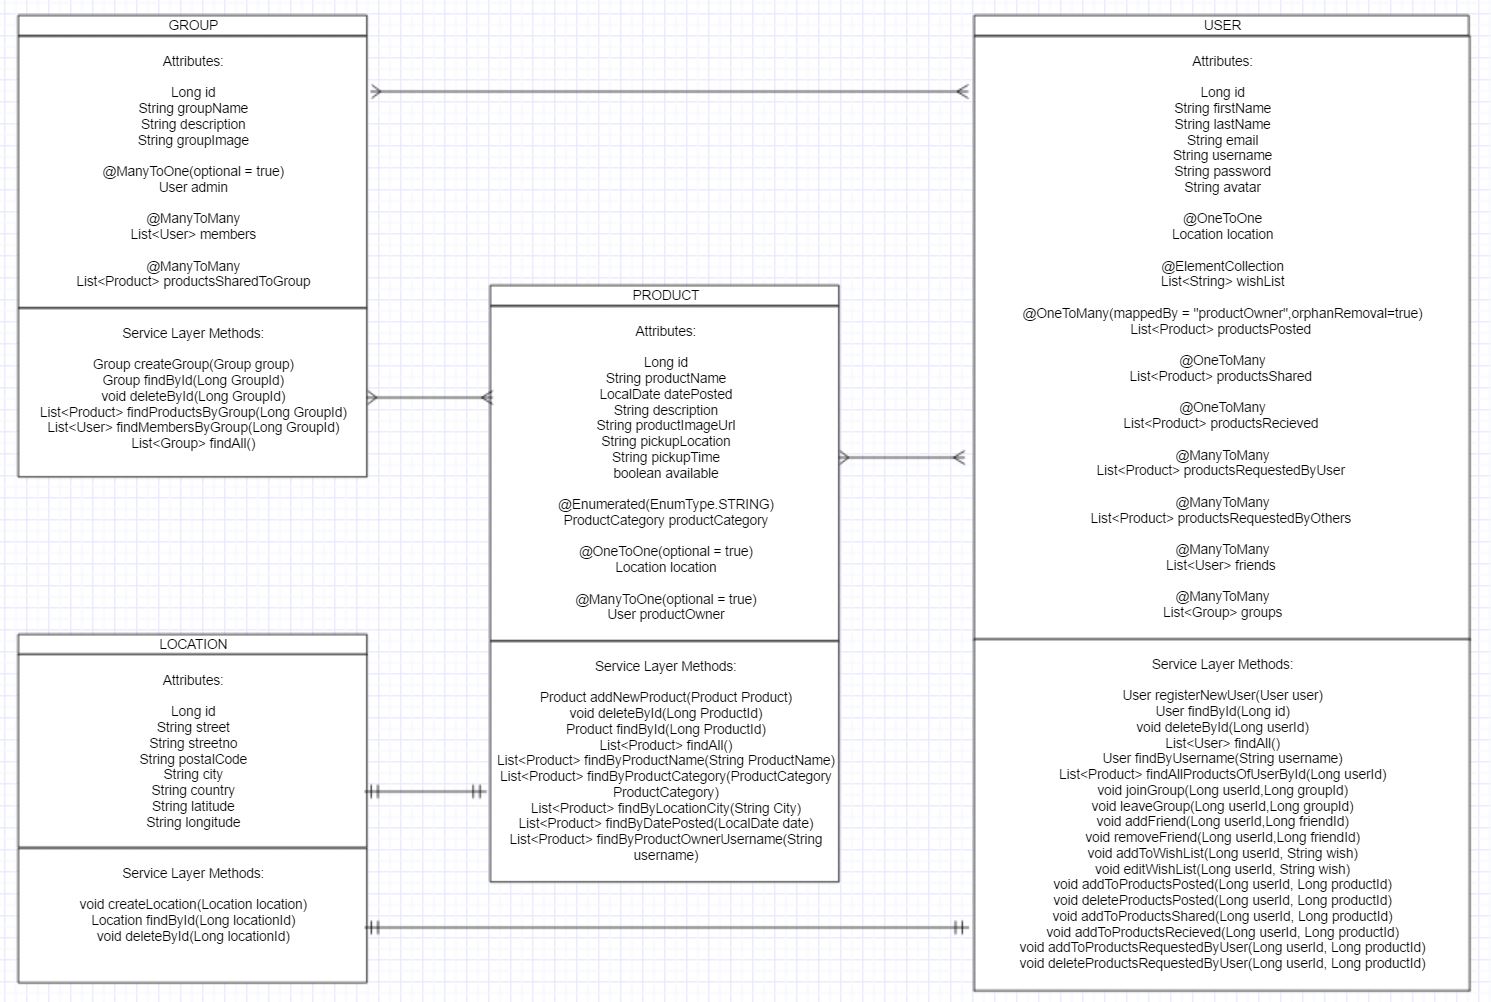 GROUP
Attributes:
Long id
String groupName
String description
String groupImage
@ManyToOne(optional = true)
User admin
@ManyToMany
List<User> members
@ManyToMany
List<Product> productsSharedToGroup
Service Layer Methods:
Group createGroup(Group group)
Group findById(Long GroupId)
void deleteById(Long GroupId)
List<Product> findProductsByGroup(Long GroupId)
List<User> findMembersByGroup(Long GroupId)
List<Group> findAll()
LOCATION
Attributes:
Long id
String street
String streetno
String postalCode
String city
String country
String latitude
String longitude
Service Layer Methods:
void createLocation(Location location)
Location findById(Long locationId)
void deleteById(Long locationId)
PRODUCT
Attributes:
Long id
String productName
LocalDate datePosted
String description
String productImageUrl
String pickupLocation
String pickupTime
boolean available
@Enumerated(EnumType.STRING)
ProductCategory productCategory
@OneToOne(optional = true)
Location location
@ManyToOne(optional = true)
User productOwner
Service Layer Methods:
Product addNewProduct(Product Product)
void deleteById(Long ProductId)
Product findById(Long ProductId)
List<Product> findAll()
List<Product> findByProductName(String ProductName)
List<Product> findByProductCategory(ProductCategory
ProductCategory)
List<Product> findByLocationCity(String City)
List<Product> findByDatePosted(LocalDate date)
List<Product> findByProductOwnerUsername(String
username)
USER
Attributes:
Long id
String firstName
String lastName
String email
String username
String password
String avatar
@OneToOne
Location location
@ElementCollection
List<String> wishList
@OneToMany(mappedBy = "productOwner",orphanRemoval=true)
List<Product> productsPosted
@OneToMany
List<Product> productsShared
@OneToMany
List<Product> productsRecieved
@ManyToMany
List<Product> productsRequestedByUser
@ManyToMany
List<Product> productsRequestedByOthers
@ManyToMany
List<User> friends
@ManyToMany
List<Group> groups
Service Layer Methods:
User registerNewUser(User user)
User findById(Long id)
void deleteById(Long userId)
List<User> findAll()
User findByUsername(String username)
List<Product> findAllProductsOfUserById(Long userId)
void joinGroup(Long userId,Long groupId)
void leaveGroup(Long userId,Long groupId)
void addFriend(Long userId,Long friendId)
void removeFriend(Long userId,Long friendId)
void addToWishList(Long userId, String wish)
void editWishList(Long userId, String wish)
void addToProductsPosted(Long userId, Long productId)
void deleteProductsPosted(Long userId, Long productId)
void addToProductsShared(Long userId, Long productId)
void addToProductsRecieved(Long userId, Long productId)
void addToProductsRequestedByUser(Long userId, Long productId)
void deleteProductsRequestedByUser(Long userId, Long productId)